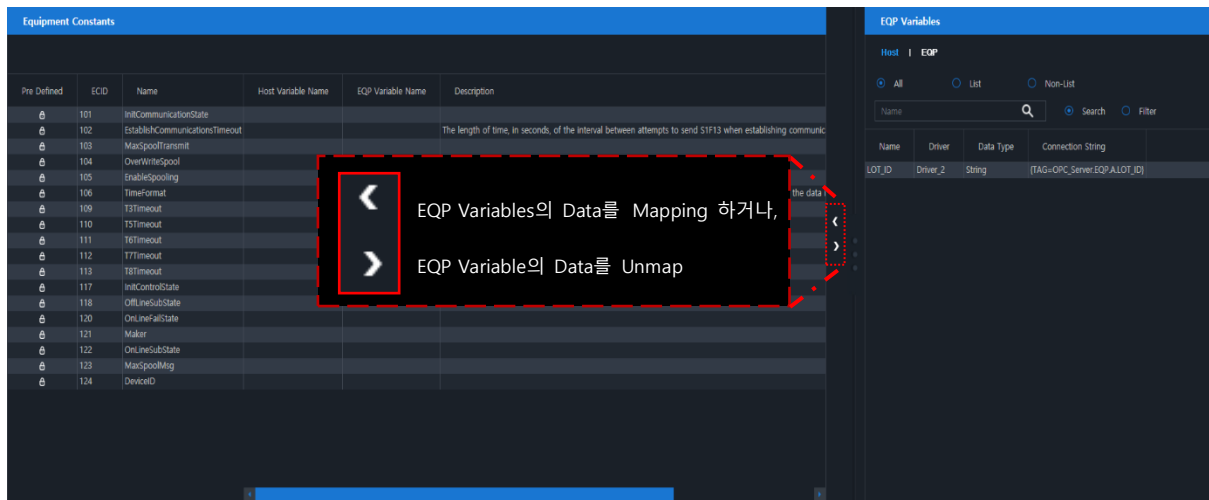 Equipment Constants
Pre Defined ECID Name Host Variable Name EQP Variable Name Description
101 InitCommunicationState
102 EstablishCommunicationsTimeout The length of time, in seconds, of the interval between attempts to send S1F13 when establishing communic
103 MaxSpoolTransmit
104 OverWriteSpool
105 EnableSpooling
106 TimeFormat the data
109 T3Timeout
110 T5Timeout
111 T6Timeout
112 T7Timeout
113 T8Timeout
117 InitControlState
118 OffLineSubState
120 OnLineFailState
121 Maker
122 OnLineSubState
123 MaxSpoolMsg
124 DeviceID
EQP Variables의 Data를 Mapping 하거나,
EQP Variable의 Data를 Unmap
EQP Variables
Host | EQP
All List Non-List
Name Search Filter
Name Driver Data Type Connection String
LOT_ID Driver_2 String {TAG=OPC_Server.EQP.A.LOT_ID}